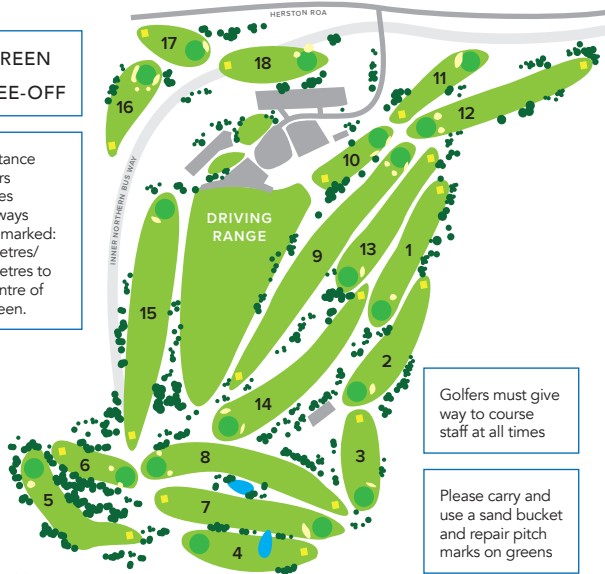 HERSTON ROA
REEN
EE-OFF
tance
rs
es
ways
marked:
etres/
etres to
ntre of
een.
INNER NORTHERN BUS WAY
DRIVING
RANGE
17
18
16
11
12
10
9
13
1
15
2
14
3
8
6
5
7
4
Golfers must give
way to course
staff at all times
Please carry and
use a sand bucket
and repair pitch
marks on greens